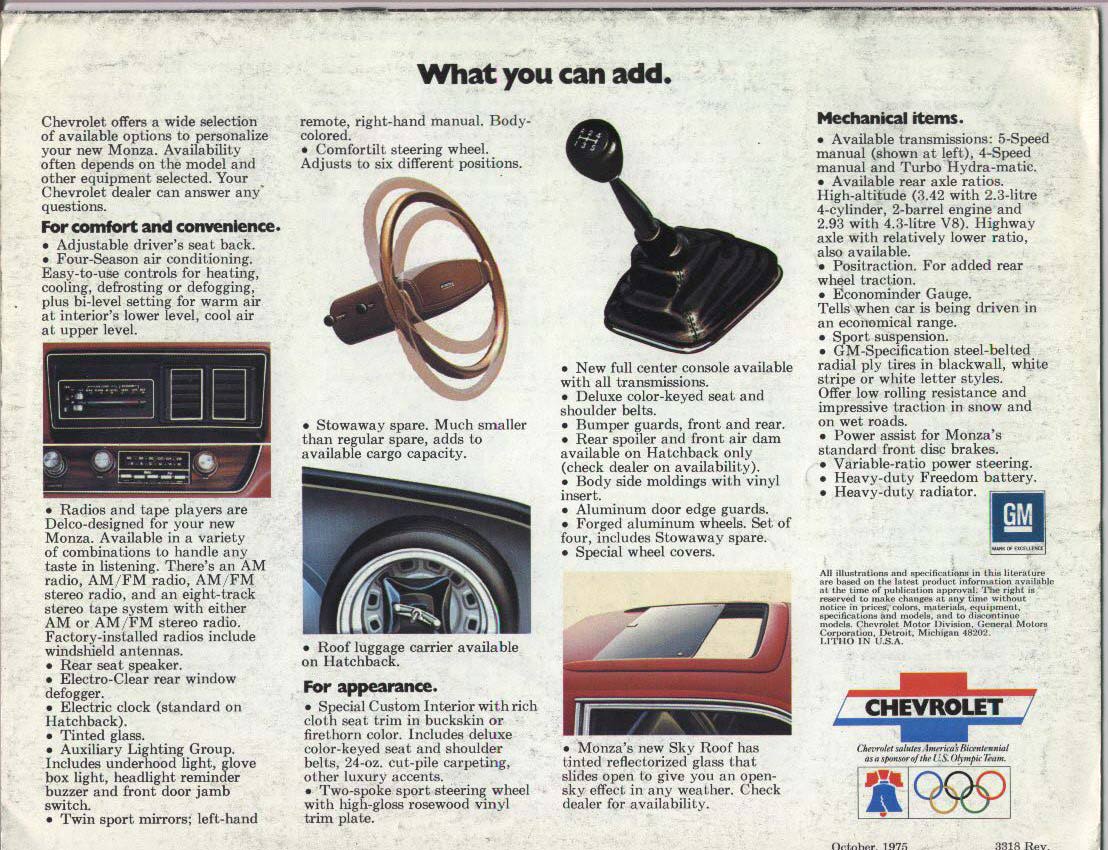 What you can add.
Chevrolet offers a wide selection
of available options to personalize
your new Monza. Availability
often depends on the model and
other equipment selected. Your
Chevrolet dealer can answer any
questions.
For comfort and convenience.
• Adjustable driver's seat back.
• Four-Season air conditioning.
Easy-to-use controls for heating,
cooling, defrosting or defogging,
plus bi-level setting for warm air
at interior's lower level, cool air
at upper level.
• Radios and tape players are
Delco-designed for your new
Monza. Available in a variety
of combinations to handle any
taste in listening. There's an AM
radio, AM/FM radio, AM/FM
stereo radio, and an eight-track
stereo tape system with either
AM or AM/FM stereo radio.
Factory-installed radios include
windshield antennas.
• Rear seat speaker.
• Electro-Clear rear window
defogger.
• Electric clock (standard on
Hatchback).
• Tinted glass.
• Auxiliary Lighting Group.
Includes underhood light, glove
box light, headlight reminder
buzzer and front door jamb
switch.
• Twin sport mirrors; left-hand
remote, right-hand manual. Body-
colored.
• Comfortilt steering wheel.
Adjusts to six different positions.
• Stowaway spare. Much smaller
than regular spare, adds to
available cargo capacity.
• Roof luggage carrier available
on Hatchback.
For appearance.
• Special Custom Interior with rich
cloth seat trim in buckskin or
firethorn color. Includes deluxe
color-keyed seat and shoulder
belts, 24-oz. cut-pile carpeting,
other luxury accents.
• Two-spoke sport steering wheel
with high-gloss rosewood vinyl
trim plate.
• New full center console available
with all transmissions.
• Deluxe color-keyed seat and
shoulder belts.
• Bumper guards, front and rear.
• Rear spoiler and front air dam
available on Hatchback only
(check dealer on availability).
• Body side moldings with vinyl
insert.
• Aluminum door edge guards.
• Forged aluminum wheels. Set of
four, includes Stowaway spare.
• Special wheel covers.
• Monza's new Sky Roof has
tinted reflectorized glass that
slides open to give you an open-
sky effect in any weather. Check
dealer for availability.
Mechanical items.
• Available transmissions: 5-Speed
manual (shown at left), 4-Speed
manual and Turbo Hydra-matic.
• Available rear axle ratios.
High-altitude (3.42 with 2.3-litre
4-cylinder, 2-barrel engine and
2.93 with 4.3-litre V8). Highway
axle with relatively lower ratio,
also available.
• Positraction. For added rear
wheel traction.
• Econominder Gauge.
Tells when car is being driven in
an economical range.
• Sport suspension.
• GM-Specification steel-belted
radial ply tires in blackwall, white
stripe or white letter styles.
Offer low rolling resistance and
impressive traction in snow and
on wet roads.
• Power assist for Monza's
standard front disc brakes.
• Variable-ratio power steering.
• Heavy-duty Freedom battery.
• Heavy-duty radiator.
GM
MARK OF EXCELLENCE
All illustrations and specifications in this literature
are based on the latest product information available
at the time of publication approval. The right is
reserved to make changes at any time without
notice in prices, colors, materials, equipment,
specifications and models, and to discontinue
models. Chevrolet Motor Division, General Motors
Corporation, Detroit, Michigan 48202.
LITHO IN U.S.A.
CHEVROLET
Chevrolet salutes America's Bicentennial
as a sponsor of the U.S. Olympic Team.
October, 1975 3318 Rev.